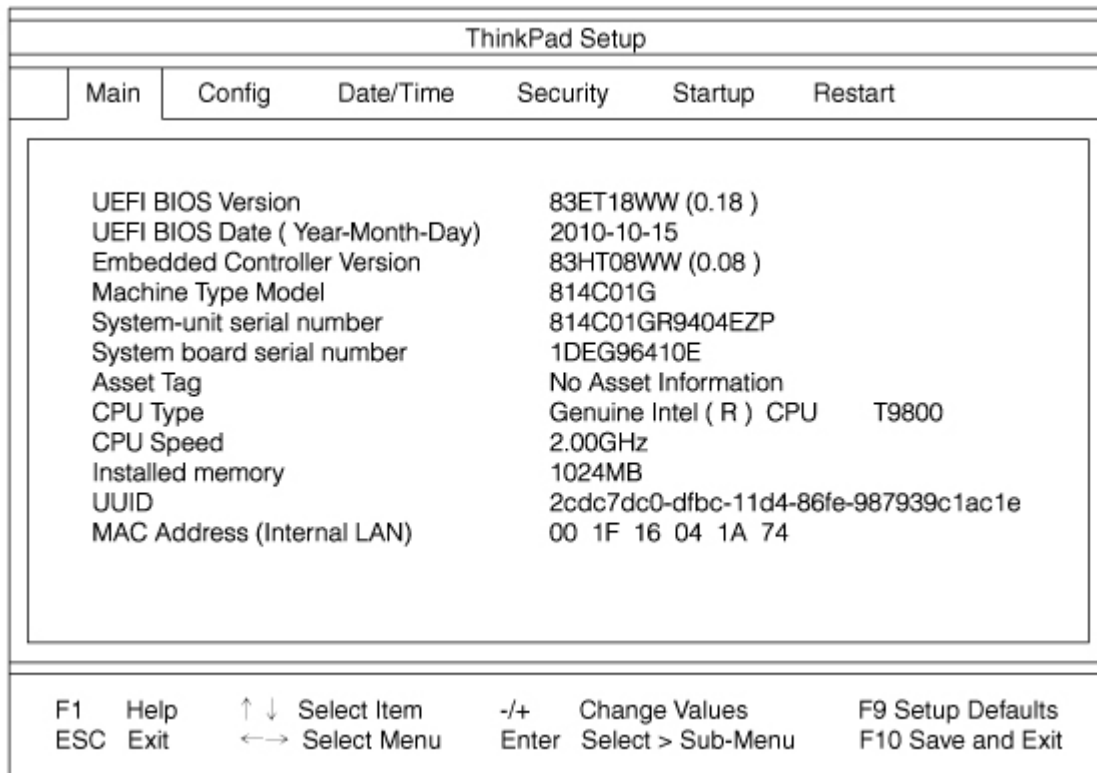 ThinkPad Setup
Main Config Date/Time Security Startup Restart
UEFI BIOS Version 83ET18WW (0.18 )
UEFI BIOS Date ( Year-Month-Day) 2010-10-15
Embedded Controller Version 83HT08WW (0.08 )
Machine Type Model 814C01G
System-unit serial number 814C01GR9404EZP
System board serial number 1DEG96410E
Asset Tag No Asset Information
CPU Type Genuine Intel ( R ) CPU T9800
CPU Speed 2.00GHz
Installed memory 1024MB
UUID 2cdc7dc0-dfbc-11d4-86fe-987939c1ac1e
MAC Address (Internal LAN) 00 1F 16 04 1A 74
F1 Help ↑ ↓ Select Item -/+ Change Values F9 Setup Defaults
ESC Exit ←→ Select Menu Enter Select > Sub-Menu F10 Save and Exit